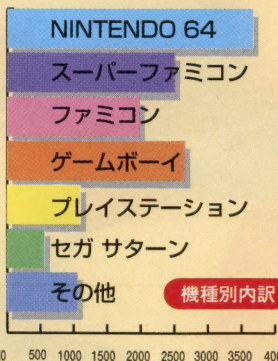 NINTENDO 64
スーパーファミコン
ファミコン
ゲームボーイ
プレイステーション
セガ サターン
その他
機種別内訳
0 500 1000 1500 2000 2500 3000 3500